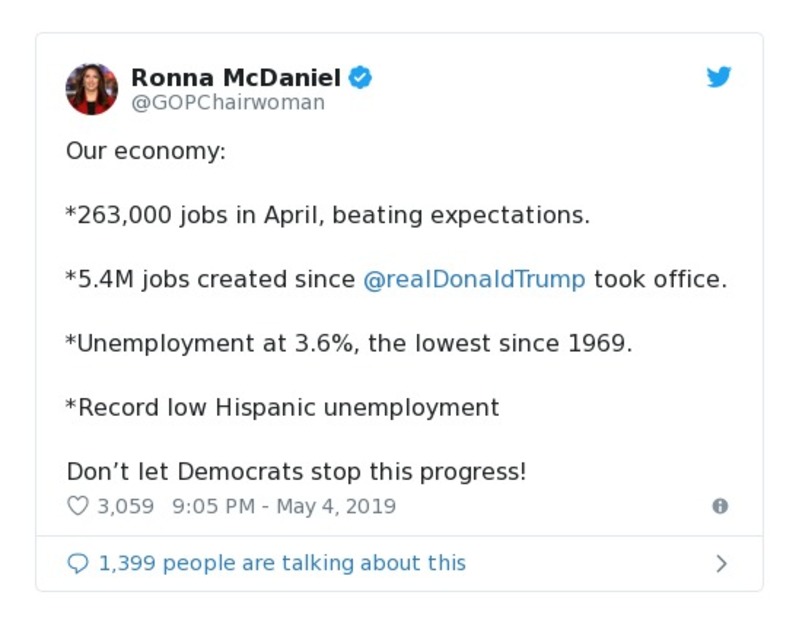 Ronna McDaniel
@GOPChairwoman
Our economy:
*263,000 jobs in April, beating expectations.
*5.4M jobs created since @realDonaldTrump took office.
*Unemployment at 3.6%, the lowest since 1969.
*Record low Hispanic unemployment
Don’t let Democrats stop this progress!
3,059 9:05 PM - May 4, 2019
1,399 people are talking about this